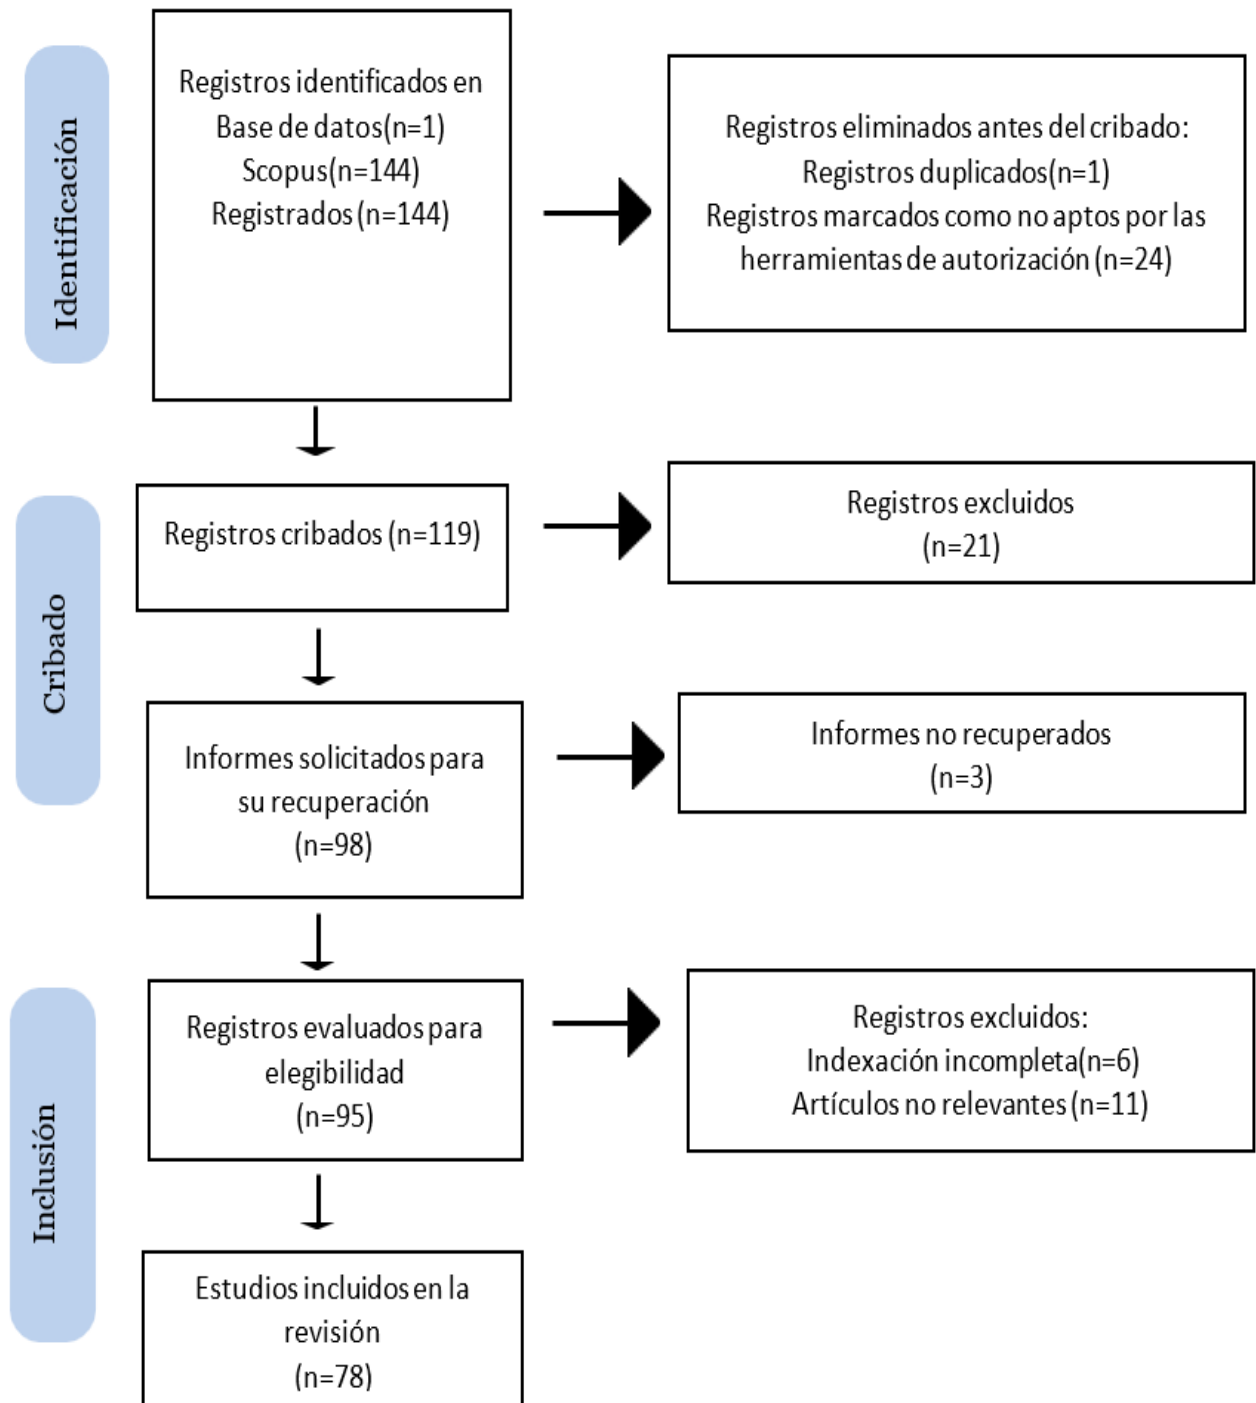 Identificación
Registros identificados en
Base de datos(n=1)
Scopus(n=144)
Registrados (n=144)
Registros eliminados antes del cribado:
Registros duplicados(n=1)
Registros marcados como no aptos por las
herramientas de autorización (n=24)
Cribado
Registros cribados (n=119)
Registros excluidos
(n=21)
Informes solicitados para
su recuperación
(n=98)
Informes no recuperados
(n=3)
Inclusión
Registros evaluados para
elegibilidad
(n=95)
Registros excluidos:
Indexación incompleta(n=6)
Artículos no relevantes (n=11)
Estudios incluidos en la
revisión
(n=78)